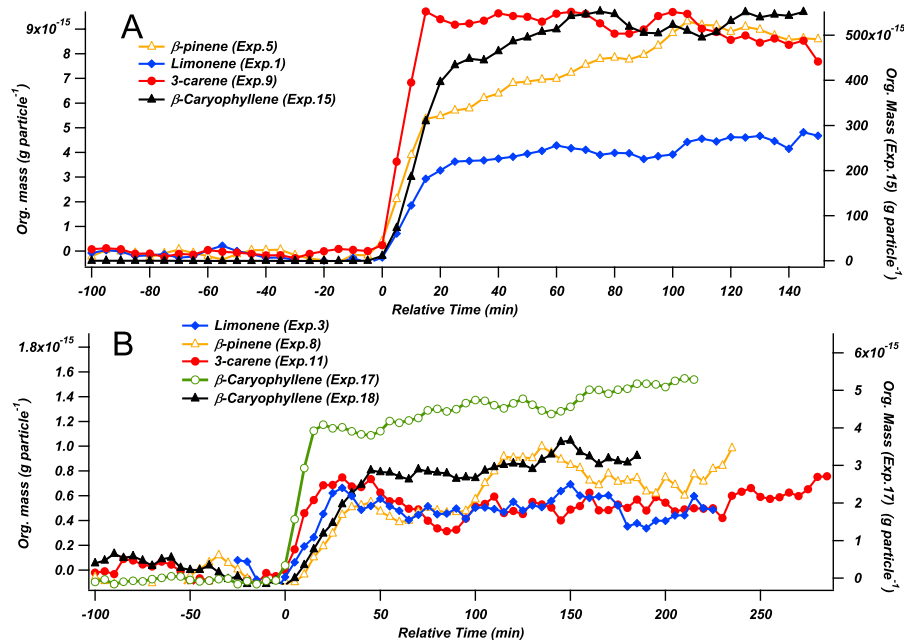 A
β-pinene (Exp.5)
Limonene (Exp.1)
3-carene (Exp.9)
β-Caryophyllene (Exp.15)
Org. mass (g particle-1)
9x10-15
8
7
6
5
4
3
2
1
0
500x10-15
400
300
200
100
0
Org. Mass (Exp.15) (g particle-1)
-100 -80 -60 -40 -20 0 20 40 60 80 100 120 140
Relative Time (min)
B
Limonene (Exp.3)
β-pinene (Exp.8)
3-carene (Exp.11)
β-Caryophyllene (Exp.17)
β-Caryophyllene (Exp.18)
Org. mass (g particle-1)
1.8x10-15
1.6
1.4
1.2
1.0
0.8
0.6
0.4
0.2
0.0
6x10-15
5
4
3
2
1
0
Org. Mass (Exp.17) (g particle-1)
-100 -50 0 50 100 150 200 250
Relative Time (min)